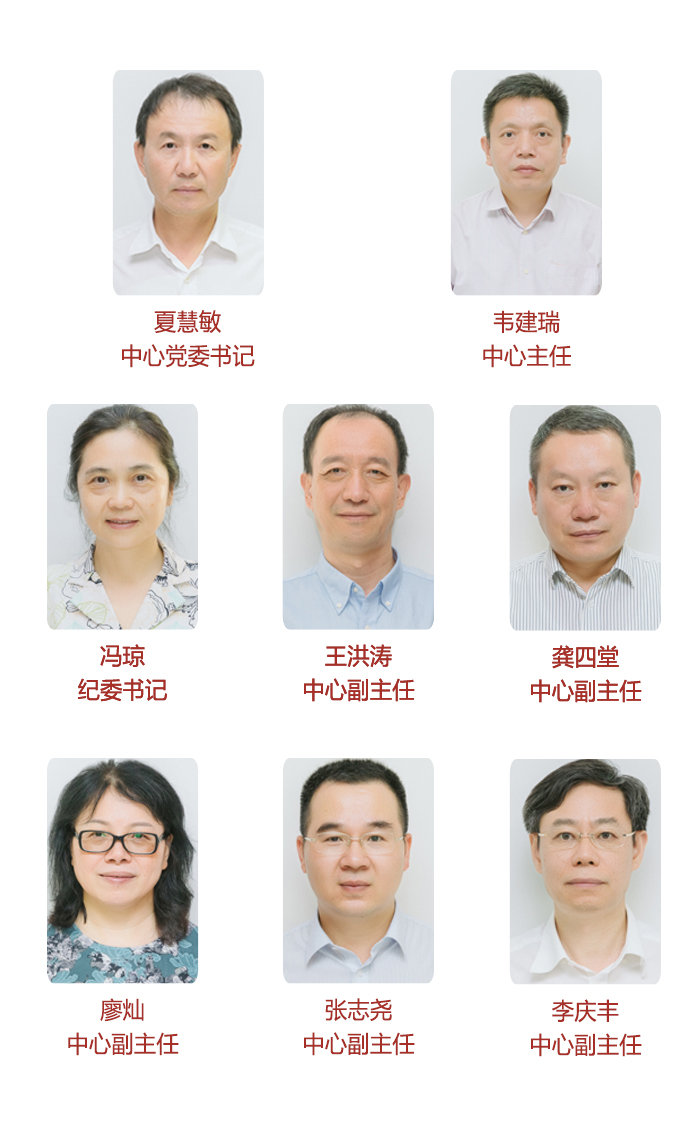 夏慧敏
韦建瑞
中心党委书记
中心主任
冯琼
王洪涛
龚四堂
纪委书记
中心副主任
中心副主任
廖灿
张志尧
李庆丰
中心副主任
中心副主任
中心副主任